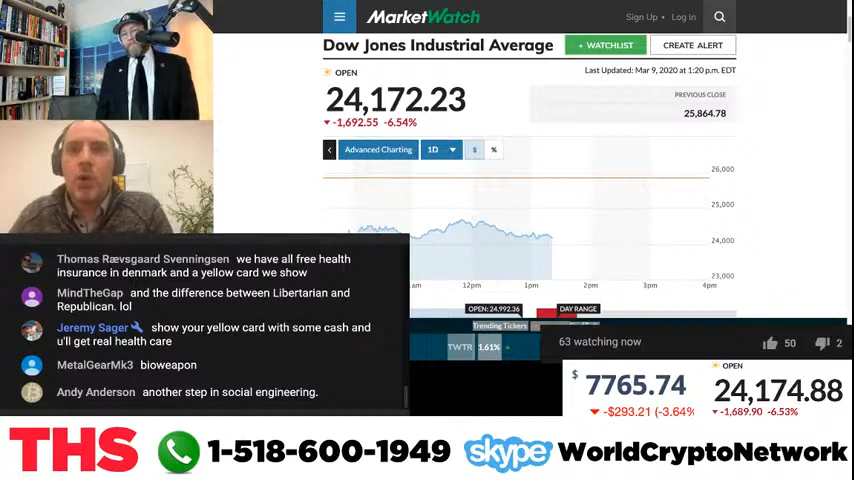 MarketWatch
Sign Up • Log In
Dow Jones Industrial Average
+ WATCHLIST
CREATE ALERT
OPEN
Last Updated: Mar 9, 2020 at 1:20 p.m. EDT
24,172.23
-1,692.55 -6.54%
PREVIOUS CLOSE
25,864.78
Advanced Charting
1D
$
%
26,000
25,000
24,000
23,000
am
12pm
1pm
2pm
3pm
4pm
OPEN: 24,992.36
DAY RANGE
Trending Tickers
TWTR
1.61%
Thomas Rævsgaard Svenningsen we have all free health
insurance in denmark and a yellow card we show
MindTheGap and the difference between Libertarian and
Republican. lol
Jeremy Sager show your yellow card with some cash and
u'll get real health care
MetalGearMk3 bioweapon
Andy Anderson another step in social engineering.
63 watching now
50
2
$ 7765.74
-$293.21 (-3.64%
OPEN
24,174.88
-1,689.90 -6.53%
THS
1-518-600-1949
skype
WorldCryptoNetwork